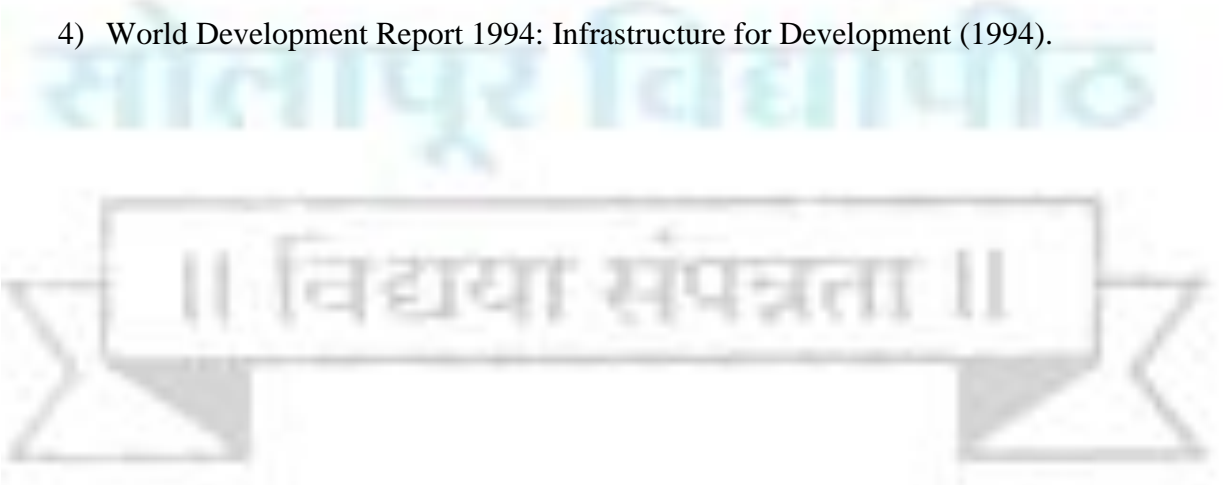 4) World Development Report 1994: Infrastructure for Development (1994).
सोलापूर विद्यापीठ
|| विद्यया संपन्नता ||